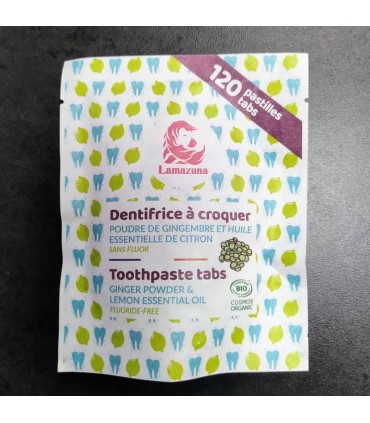 120 pastilles
tabs
Lamazuna
Dentifrice à croquer
POUDRE DE GINGEMBRE ET HUILE
ESSENTIELLE DE CITRON
SANS FLUOR
Toothpaste tabs
GINGER POWDER &
LEMON ESSENTIAL OIL
FLUORIDE-FREE
BIO
COSMOS
ORGANIC